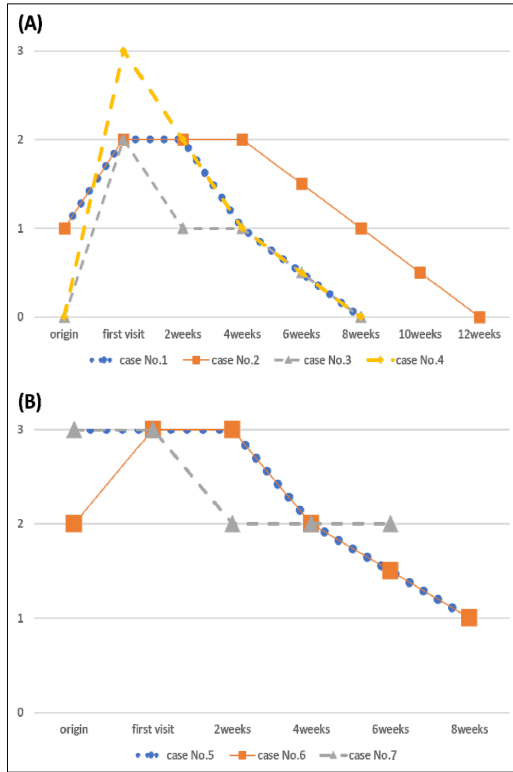 (A)
3
2
1
0
origin first visit 2weeks 4weeks 6weeks 8weeks 10weeks 12weeks
case No.1 case No.2 case No.3 case No.4
(B)
3
2
1
0
origin first visit 2weeks 4weeks 6weeks 8weeks
case No.5 case No.6 case No.7